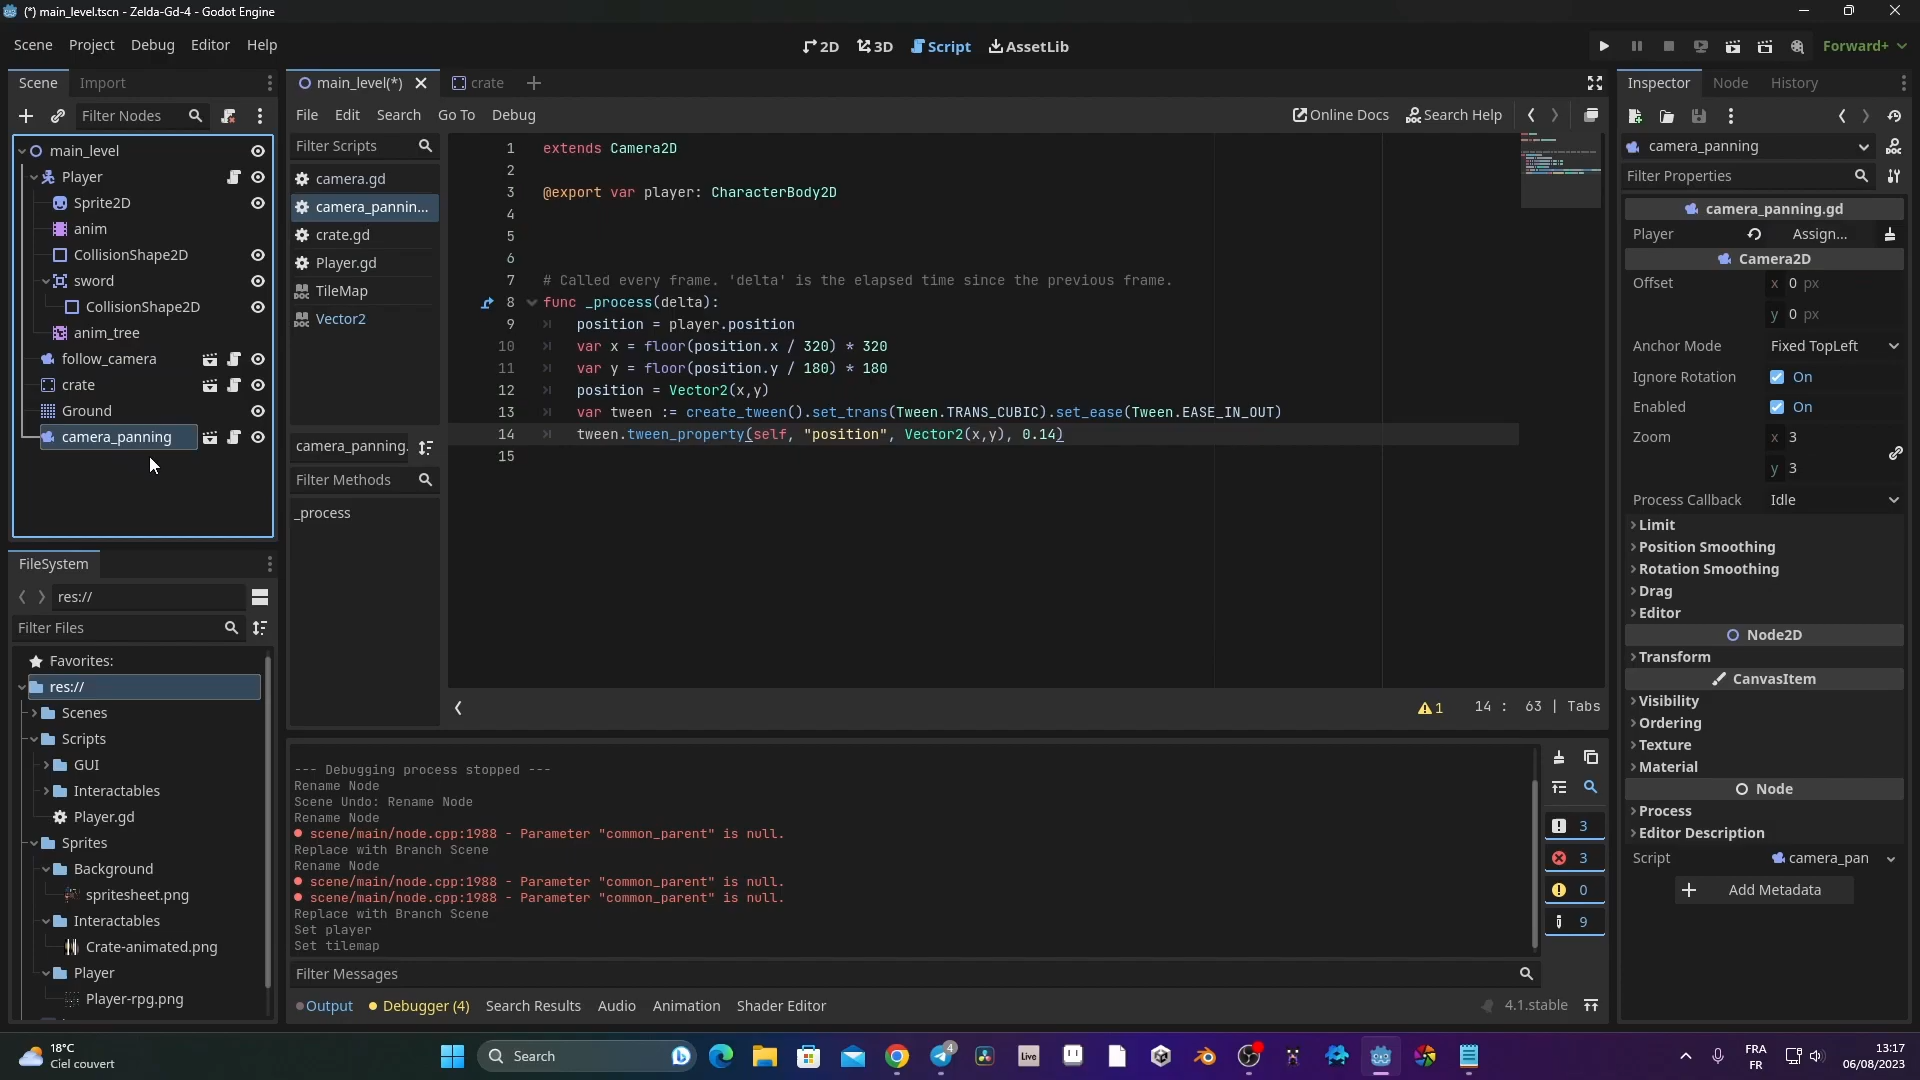 (*) main_level.tscn - Zelda-Gd-4 - Godot Engine
Scene Project Debug Editor Help
2D 3D Script AssetLib
Forward+
Scene Import
Filter Nodes
main_level
Player
Sprite2D
anim
CollisionShape2D
sword
CollisionShape2D
anim_tree
follow_camera
crate
Ground
camera_panning
FileSystem
res://
Filter Files
Favorites:
res://
Scenes
Scripts
GUI
Interactables
Player.gd
Sprites
Background
spritesheet.png
Interactables
Crate-animated.png
Player
Player-rpg.png
main_level(*) crate
File Edit Search Go To Debug
Online Docs Search Help
Filter Scripts
camera.gd
camera_pannin...
crate.gd
Player.gd
TileMap
Vector2
camera_panning.
Filter Methods
_process
1 extends Camera2D
2
3 @export var player: CharacterBody2D
4
5
6
7 # Called every frame. 'delta' is the elapsed time since the previous frame.
8 func _process(delta):
9 position = player.position
10 var x = floor(position.x / 320) * 320
11 var y = floor(position.y / 180) * 180
12 position = Vector2(x,y)
13 var tween := create_tween().set_trans(Tween.TRANS_CUBIC).set_ease(Tween.EASE_IN_OUT)
14 tween.tween_property(self, "position", Vector2(x,y), 0.14)
15
1 14 : 63 | Tabs
--- Debugging process stopped ---
Rename Node
Scene Undo: Rename Node
Rename Node
scene/main/node.cpp:1988 - Parameter "common_parent" is null.
Replace with Branch Scene
Rename Node
scene/main/node.cpp:1988 - Parameter "common_parent" is null.
scene/main/node.cpp:1988 - Parameter "common_parent" is null.
Replace with Branch Scene
Set player
Set tilemap
3
3
0
9
Filter Messages
Output Debugger (4) Search Results Audio Animation Shader Editor
4.1.stable
Inspector Node History
camera_panning
Filter Properties
camera_panning.gd
Player Assign...
Camera2D
Offset x 0 px
y 0 px
Anchor Mode Fixed TopLeft
Ignore Rotation On
Enabled On
Zoom x 3
y 3
Process Callback Idle
Limit
Position Smoothing
Rotation Smoothing
Drag
Editor
Node2D
Transform
CanvasItem
Visibility
Ordering
Texture
Material
Node
Process
Editor Description
Script camera_pan
Add Metadata
18°C
Ciel couvert
Search
4
Live
FRA
FR
13:17
06/08/2023